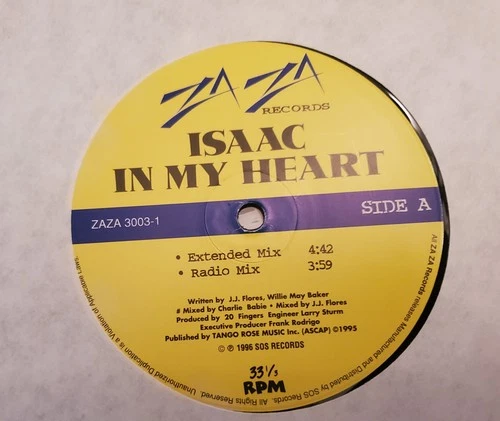 ZA ZA
RECORDS
ISAAC
IN MY HEART
ZAZA 3003-1
SIDE A
• Extended Mix 4:42
• Radio Mix 3:59
Written by J.J. Flores, Willie May Baker
# Mixed by Charlie Babie • Mixed by J.J. Flores
Produced by 20 Fingers Engineer Larry Sturm
Executive Producer Frank Rodrigo
Published by TANGO ROSE MUSIC Inc. (ASCAP) ©1995
© ℗ 1996 SOS RECORDS
33 1/3
RPM
All ZA ZA Records releases Manufactured and Distributed by SOS Records. All Rights Reserved. Unauthorized Duplication is a Violation of Applicable Laws.